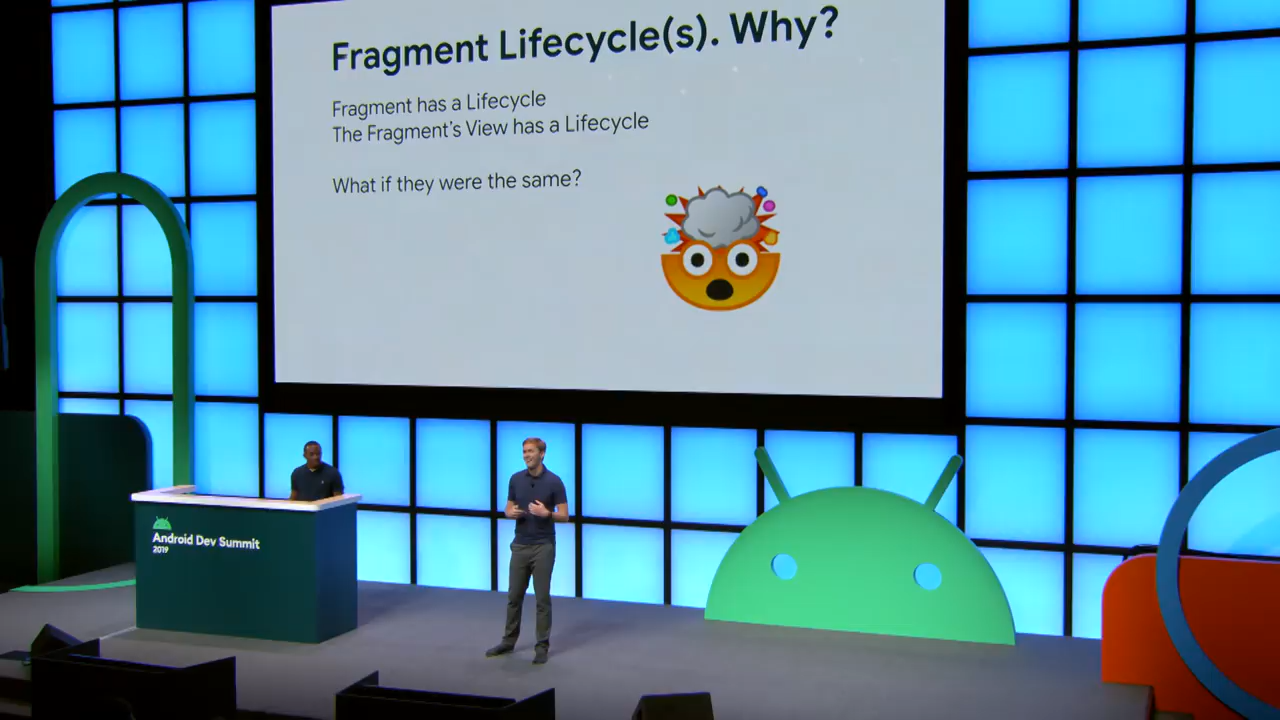 Fragment Lifecycle(s). Why?
Fragment has a Lifecycle
The Fragment's View has a Lifecycle
What if they were the same?
Android Dev Summit
2019